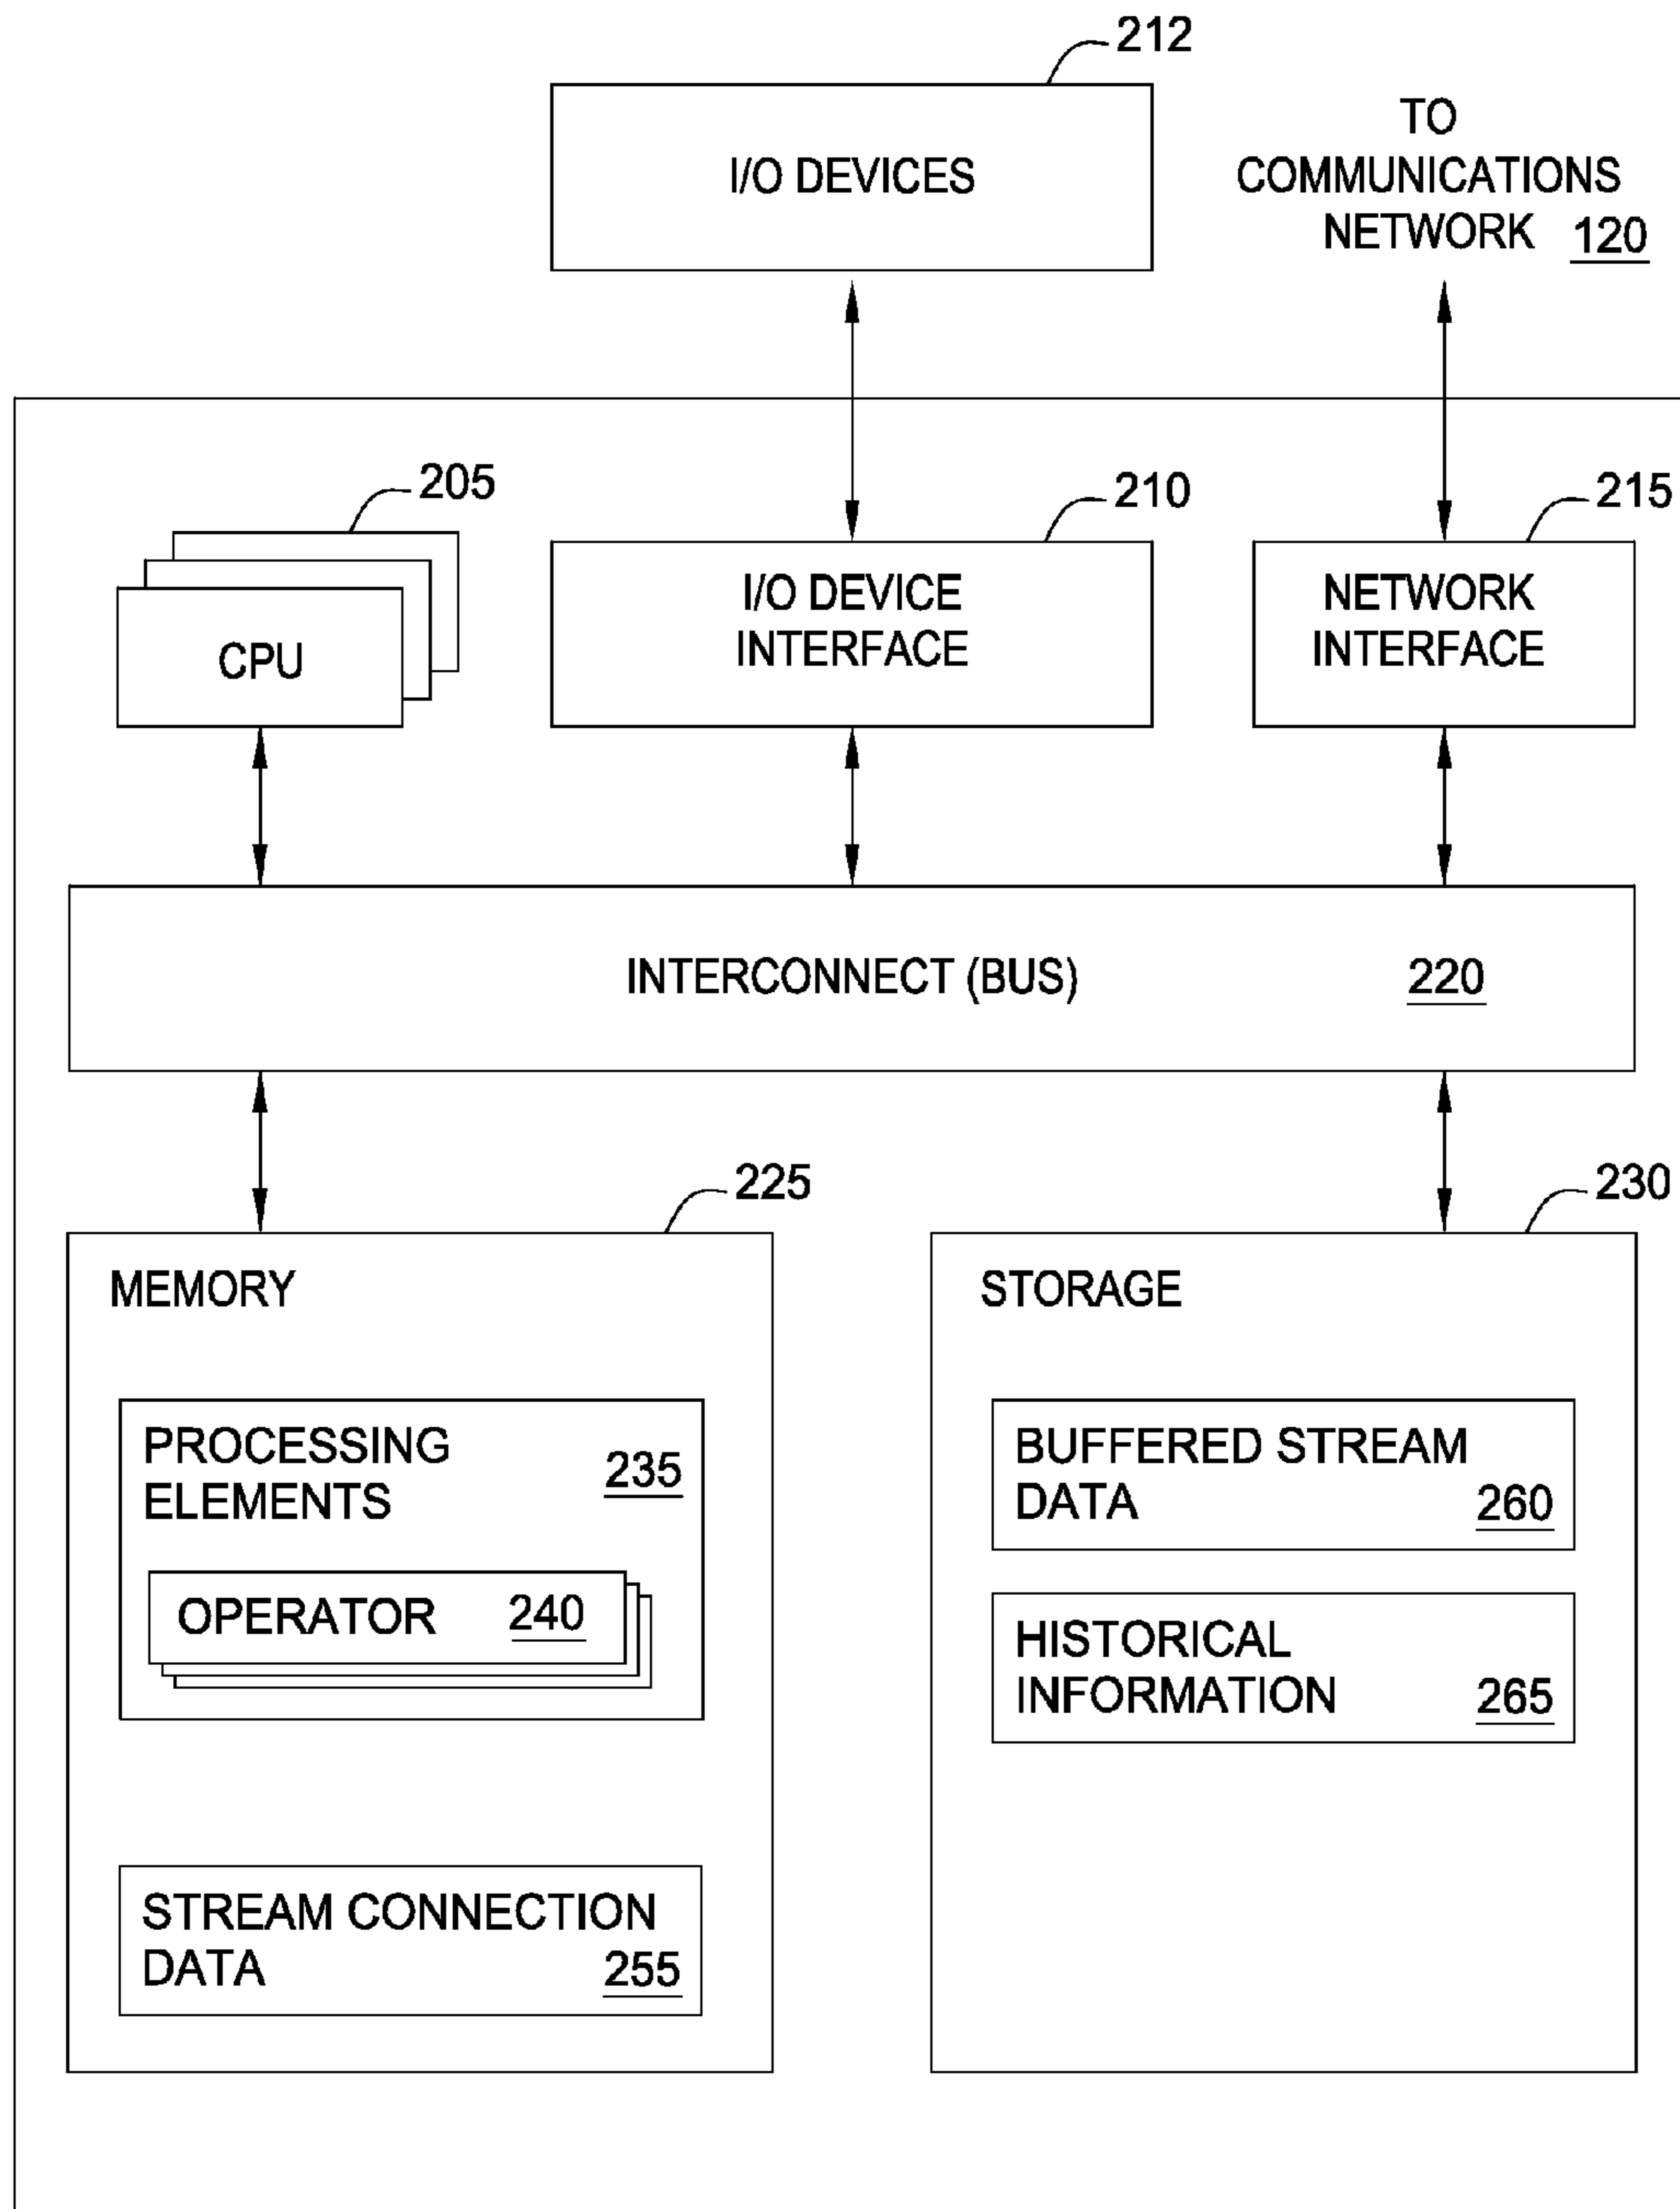 212
I/O DEVICES
TO
COMMUNICATIONS
NETWORK 120
205
210
215
CPU
I/O DEVICE
INTERFACE
NETWORK
INTERFACE
INTERCONNECT (BUS) 220
225
230
MEMORY
PROCESSING
ELEMENTS 235
OPERATOR 240
STREAM CONNECTION
DATA 255
STORAGE
BUFFERED STREAM
DATA 260
HISTORICAL
INFORMATION 265